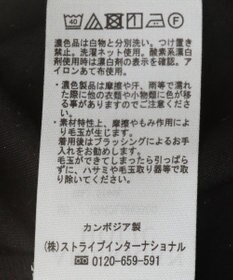 40
濃色品は白物と分別洗い。つけ置き
禁止。洗濯ネット使用。酸素系漂白
剤使用時は漂白剤の表示を確認。ア
イロンあて布使用。
・濃色品は摩擦や汗、雨等で濡れ
た際に他の衣類や小物類に色が移
る事がありますのでご注意くださ
い。
・素材特性上、摩擦やもみ作用により
毛玉が生じます。
着用後はブラッシングによるお手
入れをお勧めします。
毛玉ができてしまったら引っぱらず
に、ハサミや毛玉取り器等で取り
除いてください。
カンボジア製
(株)ストライプインターナショナル
☏ 0120-659-591